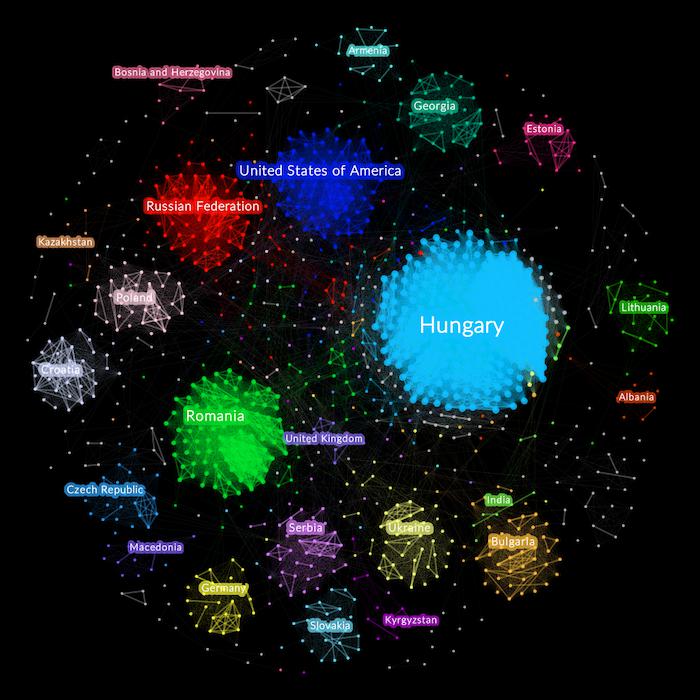 Armenia
Bosnia and Herzegovina
Georgia
Estonia
United States of America
Russian Federation
Kazakhstan
Poland
Lithuania
Hungary
Croatia
Albania
Romania
United Kingdom
Czech Republic
India
Serbia
Ukraine
Bulgaria
Macedonia
Germany
Kyrgyzstan
Slovakia